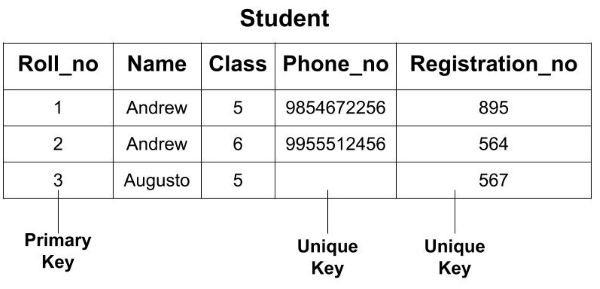 Student
Roll_no Name Class Phone_no Registration_no
1 Andrew 5 9854672256 895
2 Andrew 6 9955512456 564
3 Augusto 5 567
Primary Key
Unique Key
Unique Key